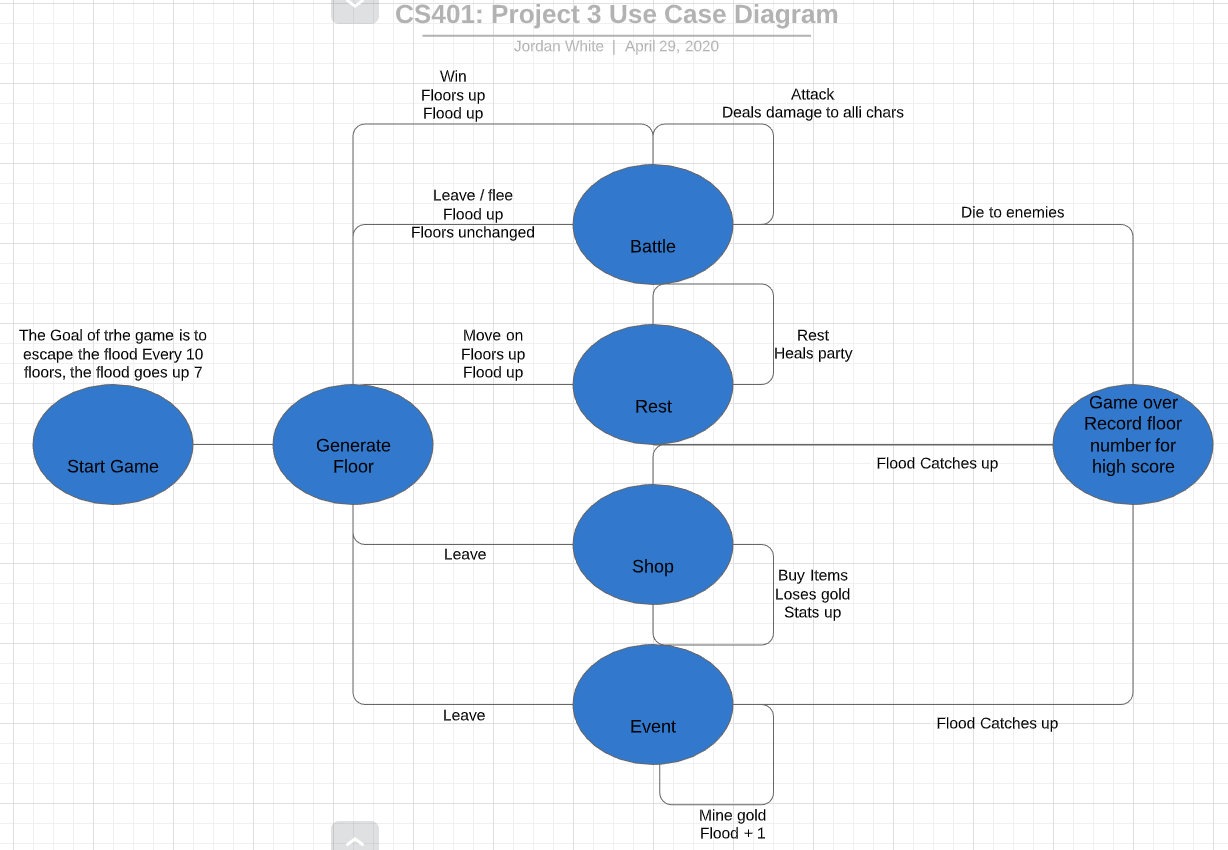 CS401: Project 3 Use Case Diagram
Jordan White | April 29, 2020
Win
Floors up
Flood up
Attack
Deals damage to alli chars
Leave / flee
Flood up
Floors unchanged
Die to enemies
Battle
The Goal of trhe game is to
escape the flood Every 10
floors, the flood goes up 7
Move on
Floors up
Flood up
Rest
Heals party
Rest
Start Game
Generate
Floor
Game over
Record floor
number for
high score
Flood Catches up
Leave
Shop
Buy Items
Loses gold
Stats up
Leave
Event
Flood Catches up
Mine gold
Flood + 1